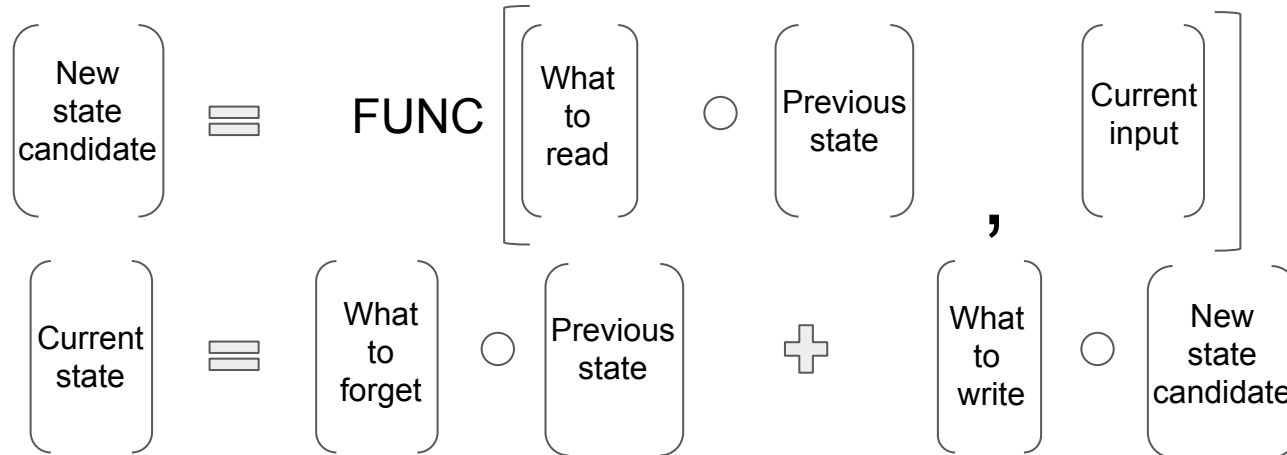 New
state
candidate
=
FUNC
What
to
read
○
Previous
state
,
Current
input
Current
state
=
What
to
forget
○
Previous
state
+
What
to
write
○
New
state
candidate